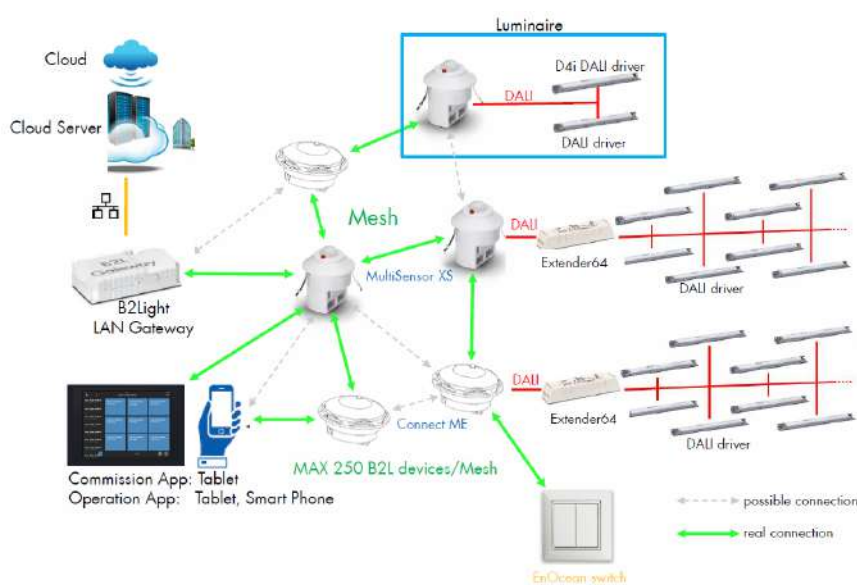 Luminaire
Cloud
D4i DALI driver
DALI
Cloud Server
DALI driver
Mesh
DALI
B2L
Gateway
MultiSensor XS
Extender64
B2Light
LAN Gateway
DALI driver
DALI
Connect ME
Extender64
DALI driver
Commission App: Tablet
Operation App: Tablet, Smart Phone
MAX 250 B2L devices/Mesh
possible connection
real connection
EnOcean switch